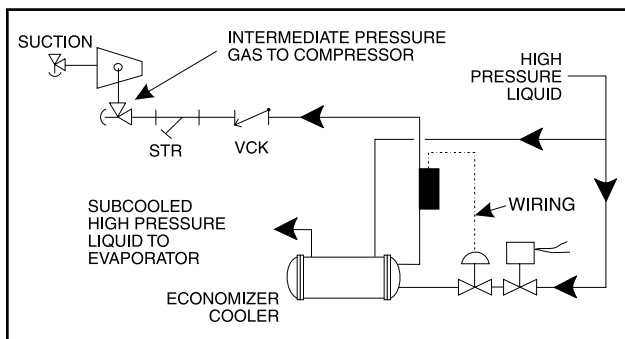 SUCTION
INTERMEDIATE PRESSURE
GAS TO COMPRESSOR
HIGH
PRESSURE
LIQUID
STR
VCK
SUBCOOLED
HIGH PRESSURE
LIQUID TO
EVAPORATOR
WIRING
ECONOMIZER
COOLER